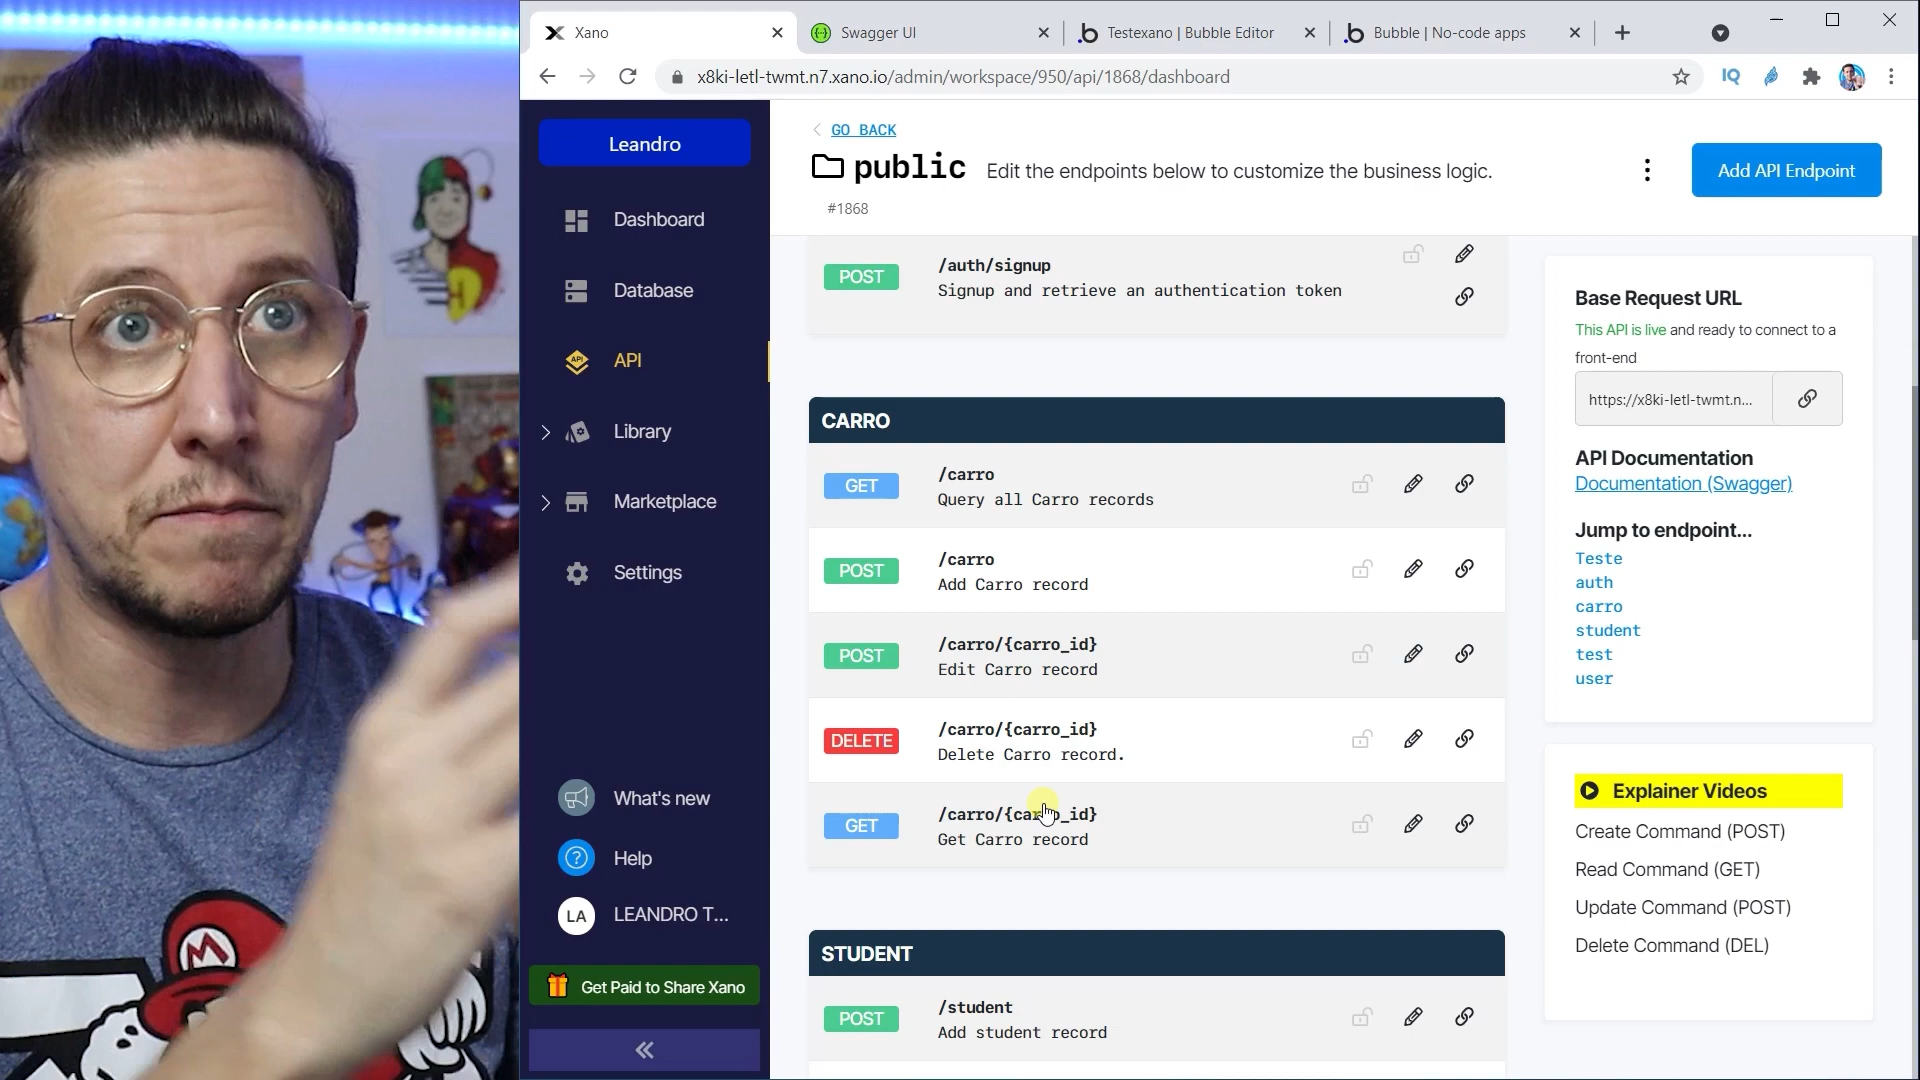 Xano
Swagger UI
Testexano | Bubble Editor
Bubble | No-code apps
x8ki-letl-twmt.n7.xano.io/admin/workspace/950/api/1868/dashboard
IQ
Leandro
Dashboard
Database
API
API
Library
Marketplace
Settings
What's new
? Help
LA LEANDRO T...
Get Paid to Share Xano
GO BACK
public Edit the endpoints below to customize the business logic.
#1868
Add API Endpoint
POST
/auth/signup
Signup and retrieve an authentication token
CARRO
GET
/carro
Query all Carro records
POST
/carro
Add Carro record
POST
/carro/{carro_id}
Edit Carro record
DELETE
/carro/{carro_id}
Delete Carro record.
GET
/carro/{carro_id}
Get Carro record
STUDENT
POST
/student
Add student record
Base Request URL
This API is live and ready to connect to a
front-end
https://x8ki-letl-twmt.n...
API Documentation
Documentation (Swagger)
Jump to endpoint...
Teste
auth
carro
student
test
user
Explainer Videos
Create Command (POST)
Read Command (GET)
Update Command (POST)
Delete Command (DEL)
M